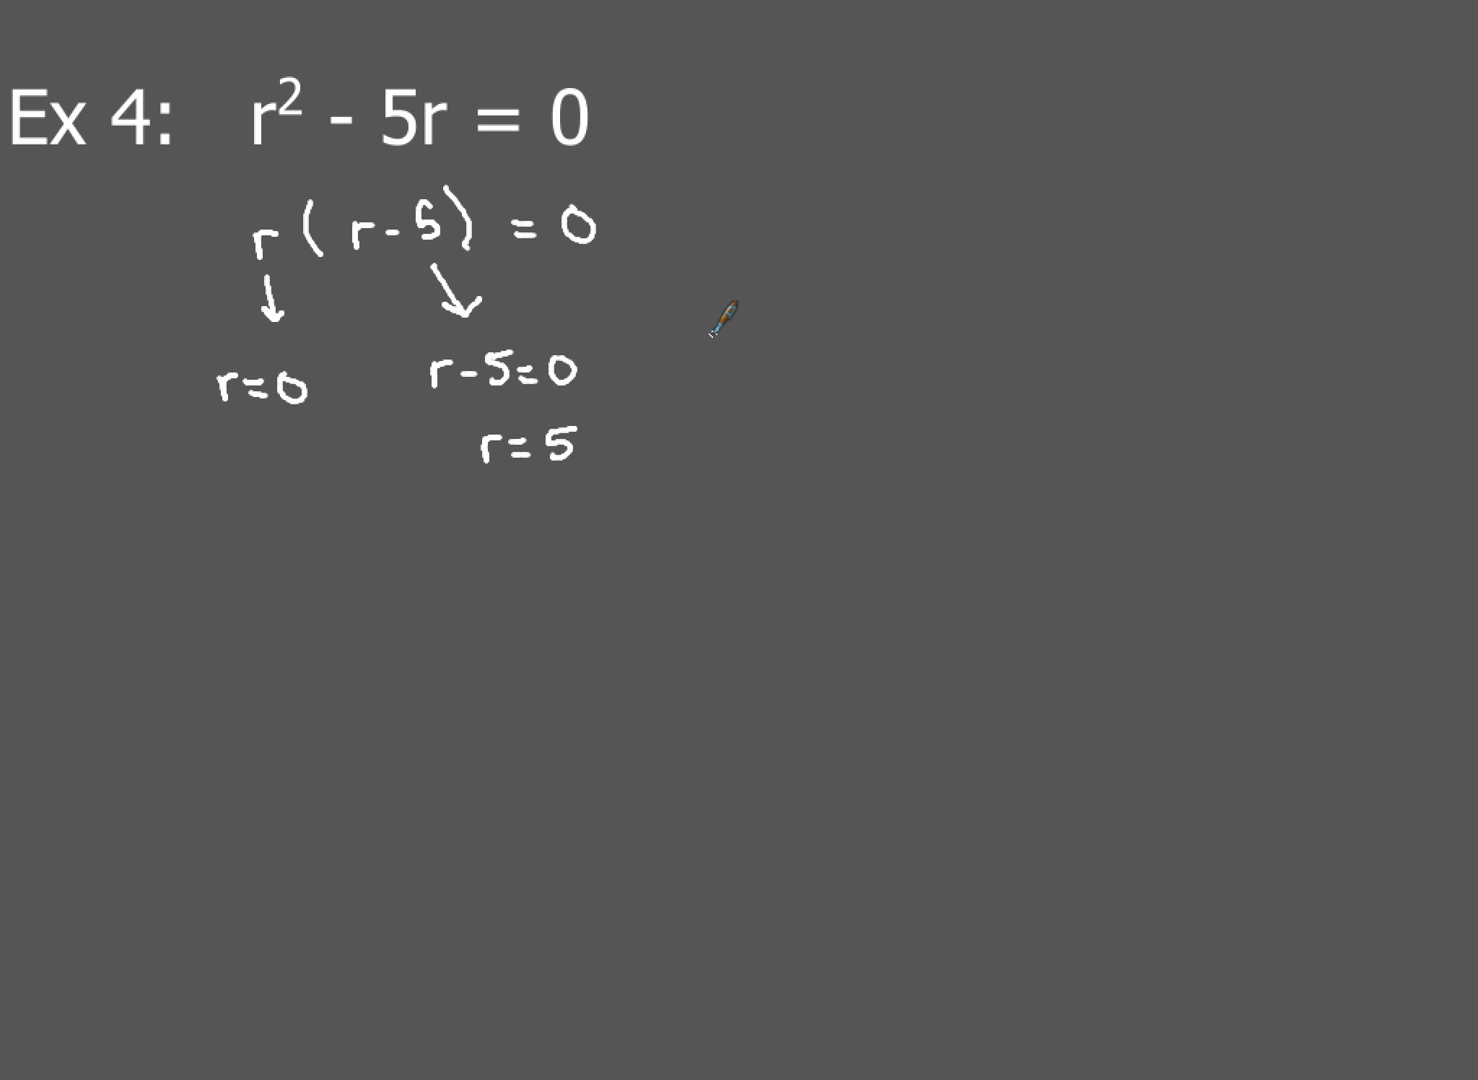 Ex 4: r² - 5r = 0
r ( r - 5 ) = 0
r = 0 r - 5 = 0
r = 5